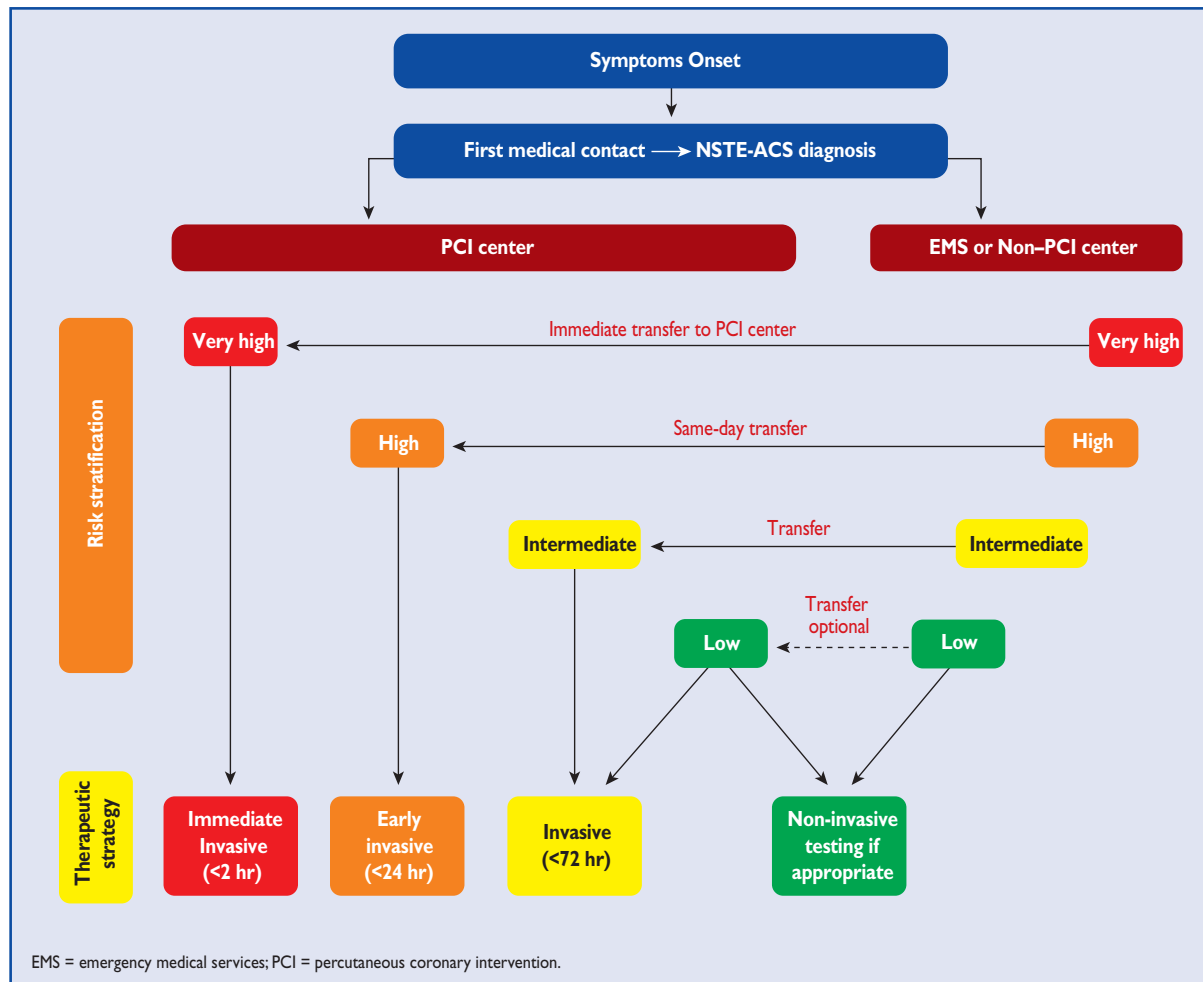 Symptoms Onset
First medical contact → NSTE-ACS diagnosis
PCI center
EMS or Non–PCI center
Risk stratification
Very high
Immediate transfer to PCI center
Very high
High
Same-day transfer
High
Intermediate
Transfer
Intermediate
Low
Transfer
optional
Low
Therapeutic
strategy
Immediate
Invasive
(<2 hr)
Early
invasive
(<24 hr)
Invasive
(<72 hr)
Non-invasive
testing if
appropriate
EMS = emergency medical services; PCI = percutaneous coronary intervention.